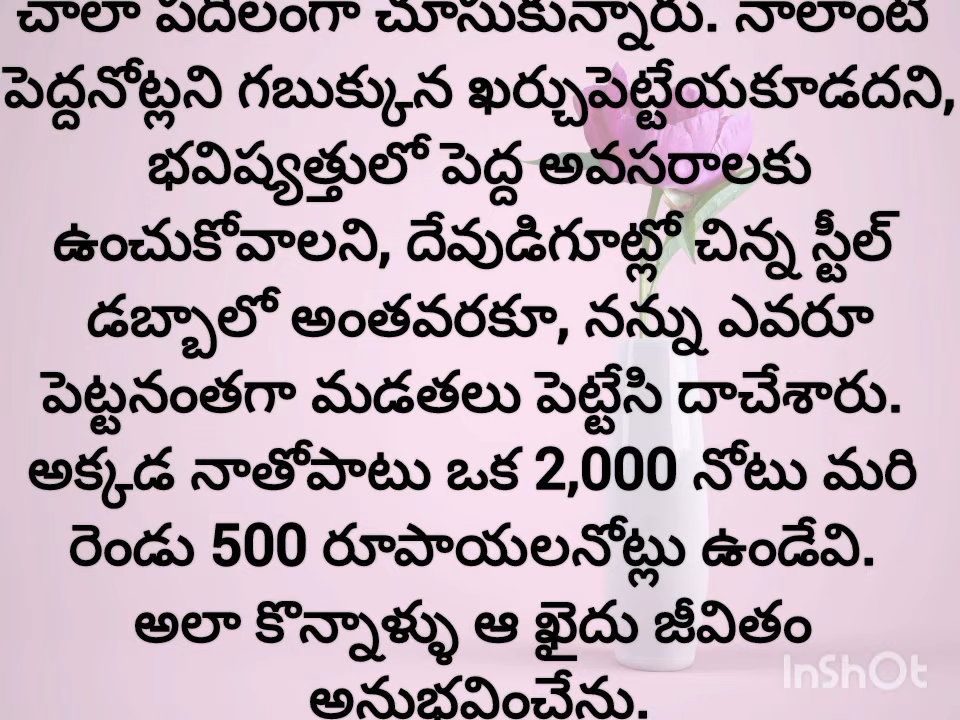 చాలా పదిలంగా చూసుకున్నారు. నాలాంటి
పెద్దనోట్లని గబుక్కున ఖర్చుపెట్టేయకూడదని,
భవిష్యత్తులో పెద్ద అవసరాలకు
ఉంచుకోవాలని, దేవుడిగూట్లో చిన్న స్టీల్
డబ్బాలో అంతవరకూ, నన్ను ఎవరూ
పెట్టనంతగా మడతలు పెట్టేసి దాచేశారు.
అక్కడ నాతోపాటు ఒక 2,000 నోటు మరి
రెండు 500 రూపాయలనోట్లు ఉండేవి.
అలా కొన్నాళ్ళు ఆ ఖైదు జీవితం
అనుభవించేను.
InShOt